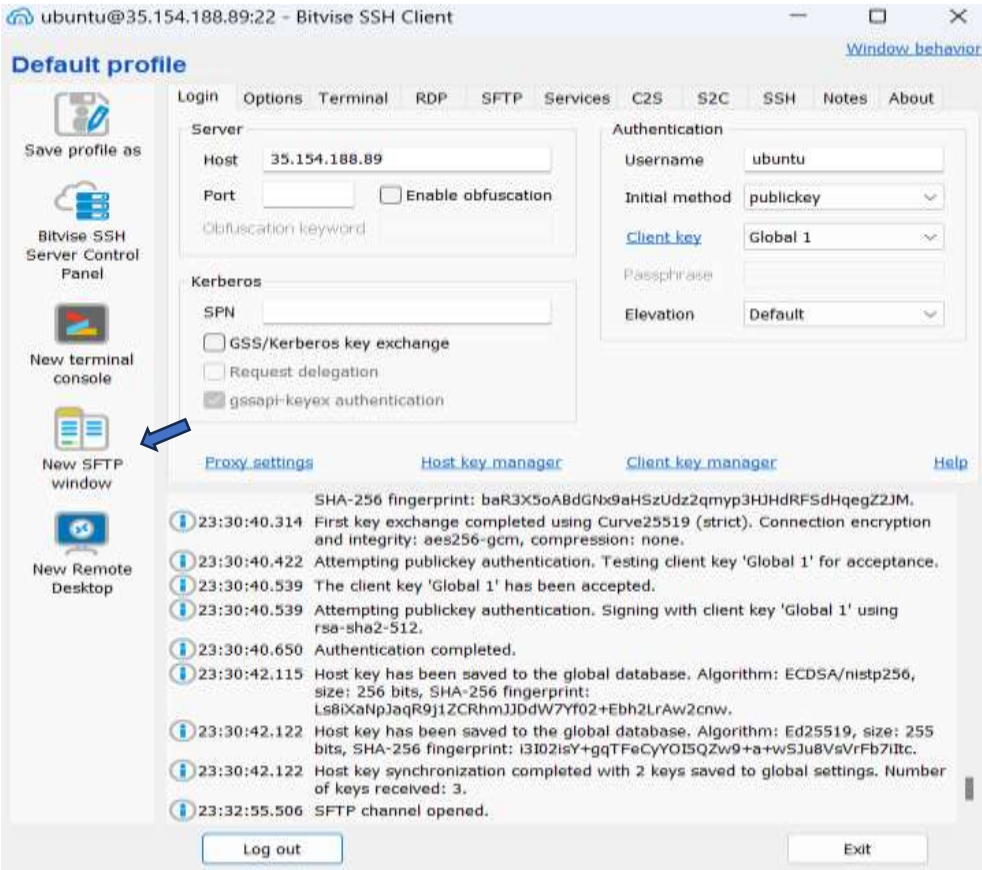 ubuntu@35.154.188.89:22 - Bitvise SSH Client
Window behavior
Default profile
Save profile as
Bitvise SSH
Server Control
Panel
New terminal
console
New SFTP
window
New Remote
Desktop
Login Options Terminal RDP SFTP Services C2S S2C SSH Notes About
Server
Host 35.154.188.89
Port Enable obfuscation
Obfuscation keyword
Kerberos
SPN
GSS/Kerberos key exchange
Request delegation
gssapi-keyex authentication
Authentication
Username ubuntu
Initial method publickey
Client key Global 1
Passphrase
Elevation Default
Proxy settings Host key manager Client key manager Help
SHA-256 fingerprint: baR3X5oABdGNx9aHSzUdz2qmyp3HJHdRFSdHqegZ2JM.
23:30:40.314 First key exchange completed using Curve25519 (strict). Connection encryption
and integrity: aes256-gcm, compression: none.
23:30:40.422 Attempting publickey authentication. Testing client key 'Global 1' for acceptance.
23:30:40.539 The client key 'Global 1' has been accepted.
23:30:40.539 Attempting publickey authentication. Signing with client key 'Global 1' using
rsa-sha2-512.
23:30:40.650 Authentication completed.
23:30:42.115 Host key has been saved to the global database. Algorithm: ECDSA/nistp256,
size: 256 bits, SHA-256 fingerprint:
Ls8iXaNpJaqR9j1ZCRhmJJDdW7Yf02+Ebh2LrAw2cnw.
23:30:42.122 Host key has been saved to the global database. Algorithm: Ed25519, size: 255
bits, SHA-256 fingerprint: i3I02isY+gqTFeCyYOI5QZw9+a+wSJu8VsVrFb7iItc.
23:30:42.122 Host key synchronization completed with 2 keys saved to global settings. Number
of keys received: 3.
23:32:55.506 SFTP channel opened.
Log out Exit